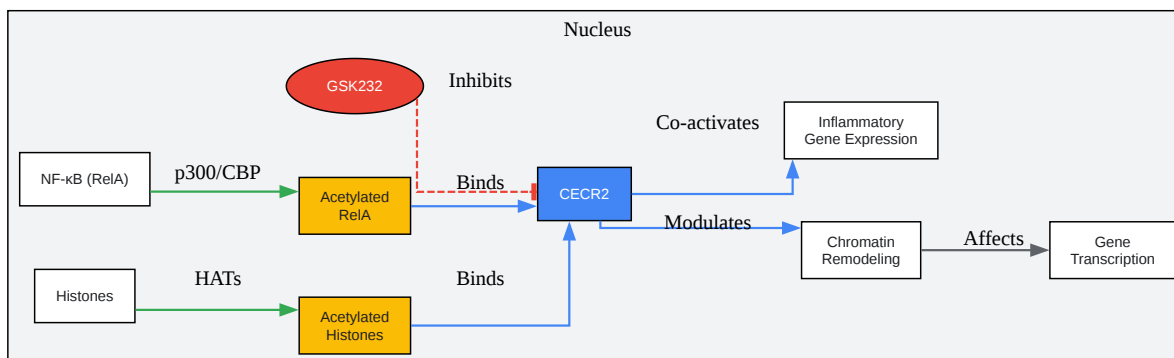 Nucleus
GSK232
Inhibits
Co-activates
Inflammatory
Gene Expression
NF-κB (RelA)
p300/CBP
Acetylated
RelA
Binds
CECR2
Modulates
Chromatin
Remodeling
Affects
Gene
Transcription
Histones
HATs
Acetylated
Histones
Binds